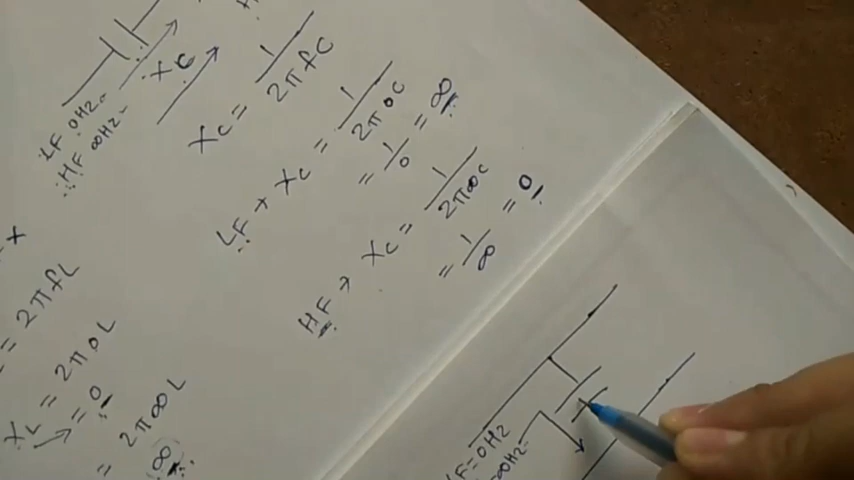 LF 0HZ
HF ∞HZ
XC
XC = 1/2πfC
LF → XC = 1/2π0C
= 1/0 = ∞
HF → XC = 1/2π∞C
= 1/∞ = 0
X
= 2πfL
XL = 2π0L
= 0
= 2π∞L
∞
F=0HZ
=∞HZ